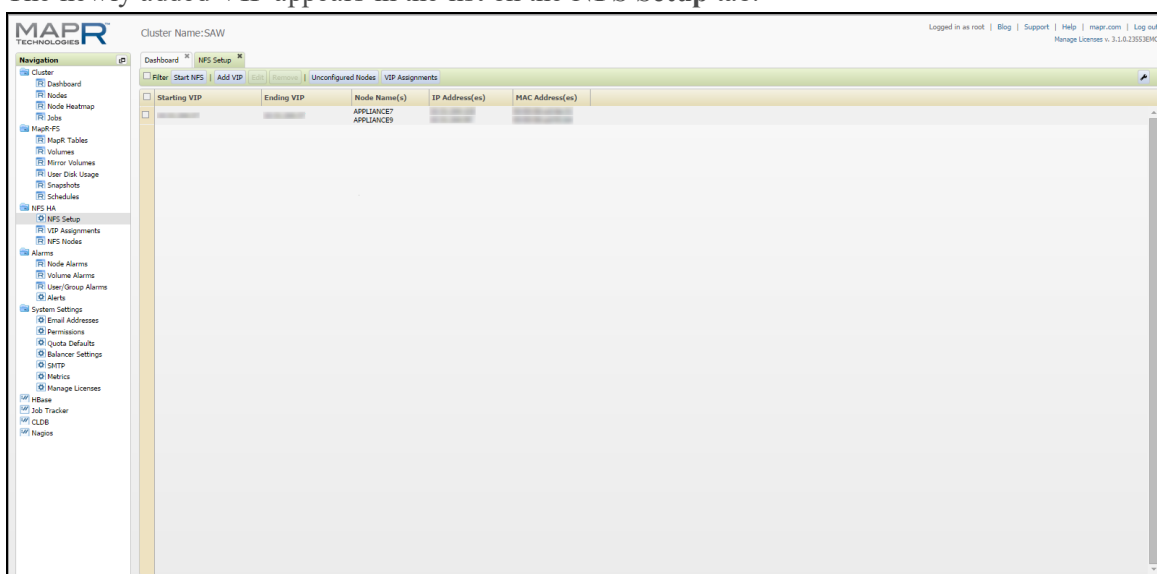 The newly added VIP appears in the list on the NFS Setup tab.
MAPR TECHNOLOGIES
Cluster Name:SAW
Logged in as root | Blog | Support | Help | mapr.com | Log out
Manage Licenses v. 3.1.0.23553EMC
Navigation
Dashboard NFS Setup
Filter Start NFS | Add VIP Edit Remove | Unconfigured Nodes VIP Assignments
Starting VIP Ending VIP Node Name(s) IP Address(es) MAC Address(es)
APPLIANCE7
APPLIANCE9
Cluster
Dashboard
Nodes
Node Heatmap
Jobs
MapR-FS
MapR Tables
Volumes
Mirror Volumes
User Disk Usage
Snapshots
Schedules
NFS HA
NFS Setup
VIP Assignments
NFS Nodes
Alarms
Node Alarms
Volume Alarms
User/Group Alarms
Alerts
System Settings
Email Addresses
Permissions
Quota Defaults
Balancer Settings
SMTP
Metrics
Manage Licenses
HBase
Job Tracker
CLDB
Nagios